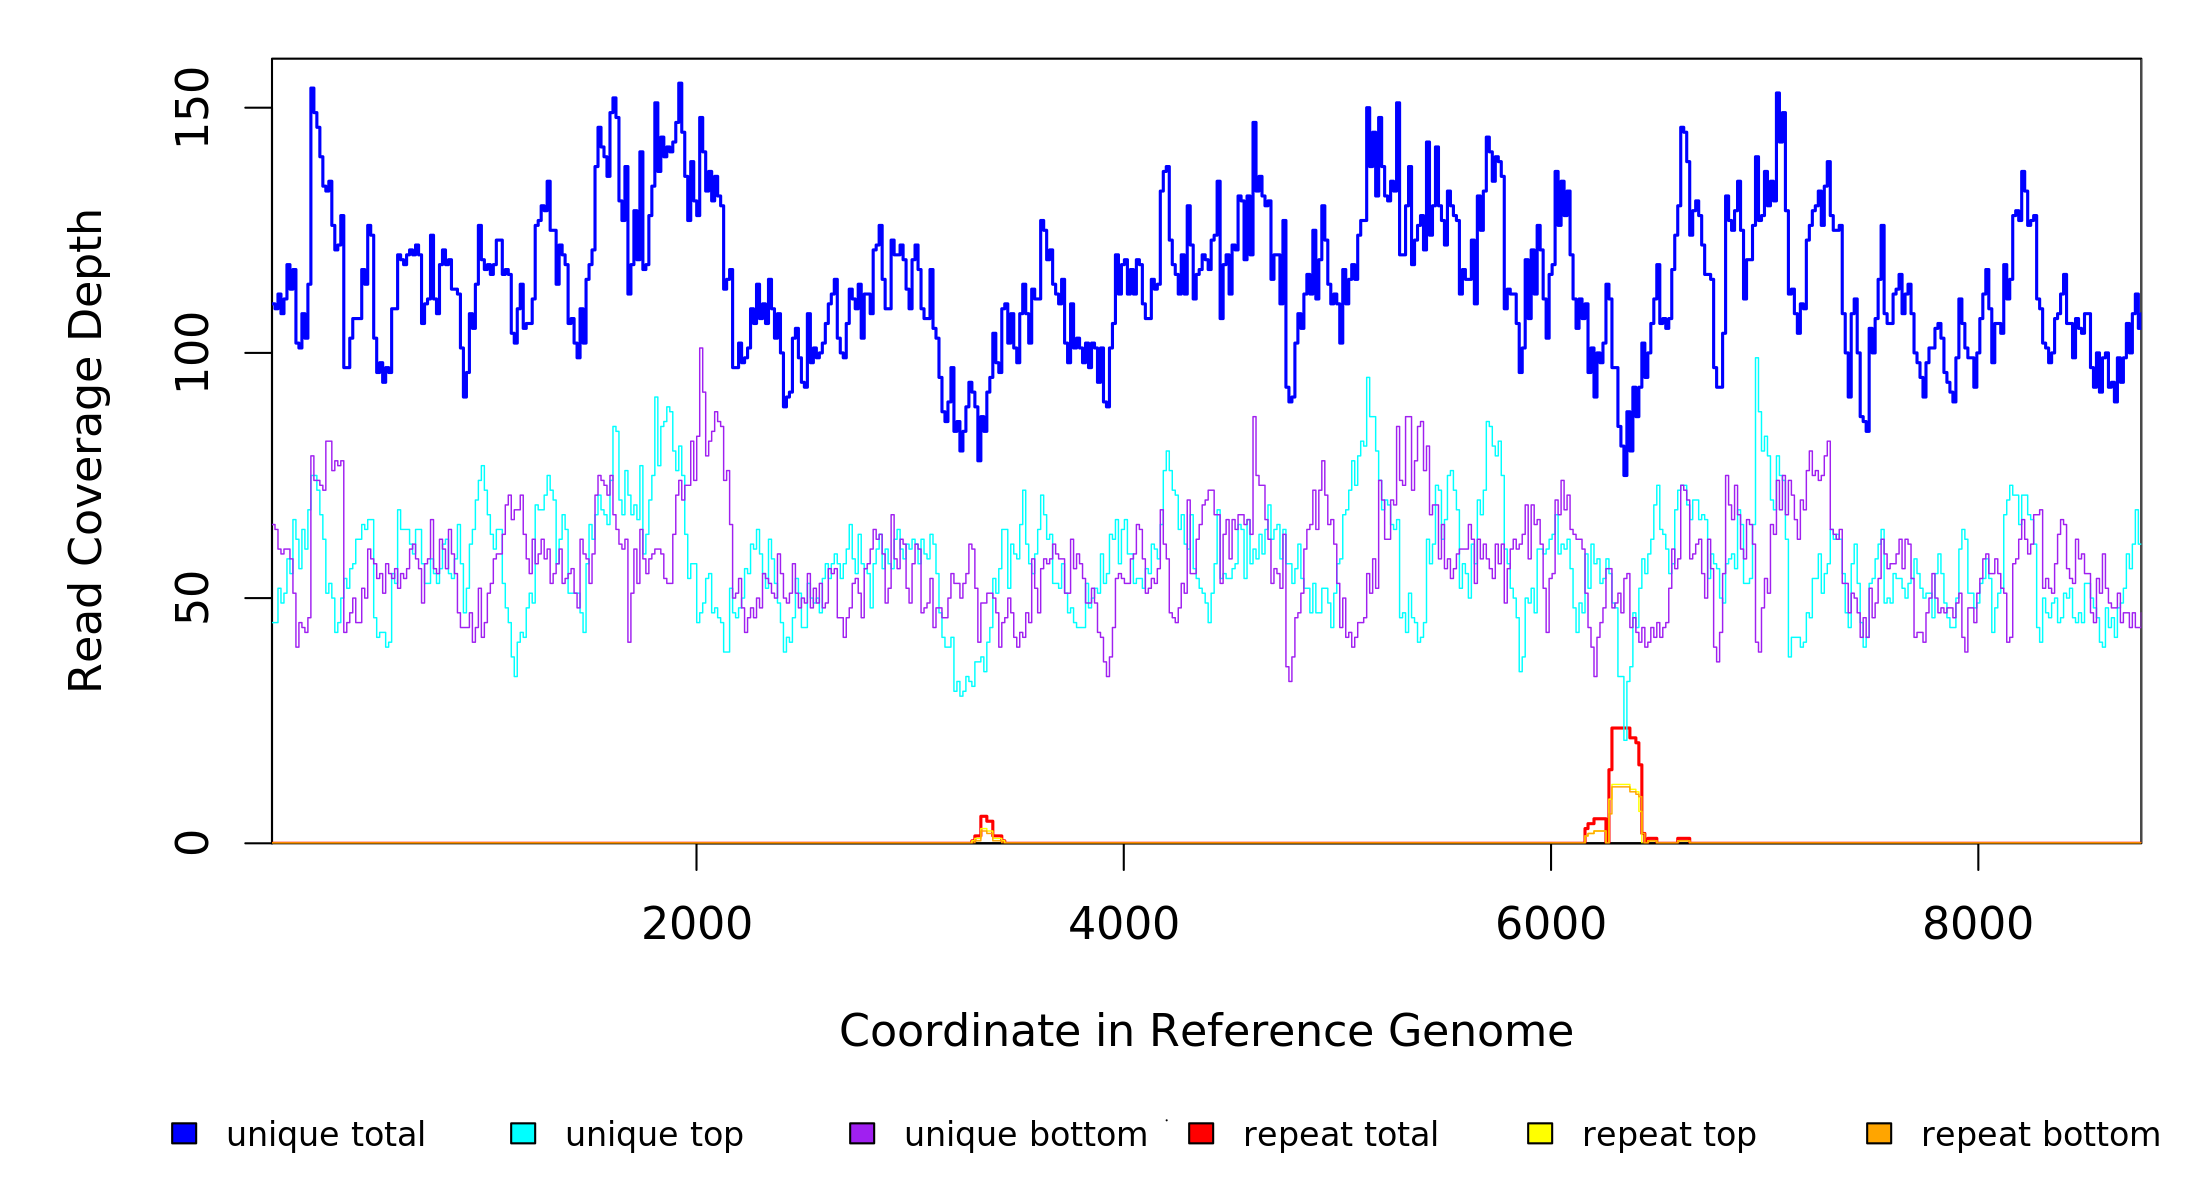 150
100
50
0
Read Coverage Depth
2000 4000 6000 8000
Coordinate in Reference Genome
unique total unique top unique bottom repeat total repeat top repeat bottom